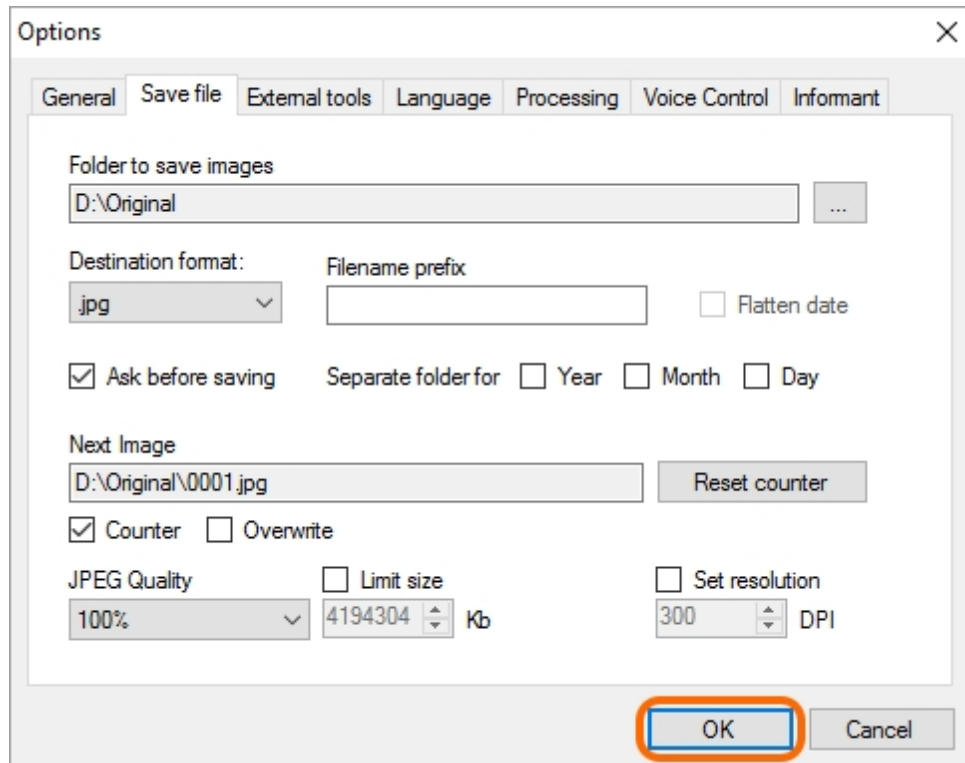 Options
General Save file External tools Language Processing Voice Control Informant
Folder to save images
D:\Original ...
Destination format: Filename prefix
.jpg Flatten date
Ask before saving Separate folder for Year Month Day
Next Image
D:\Original\0001.jpg Reset counter
Counter Overwrite
JPEG Quality Limit size Set resolution
100% 4194304 Kb 300 DPI
OK Cancel